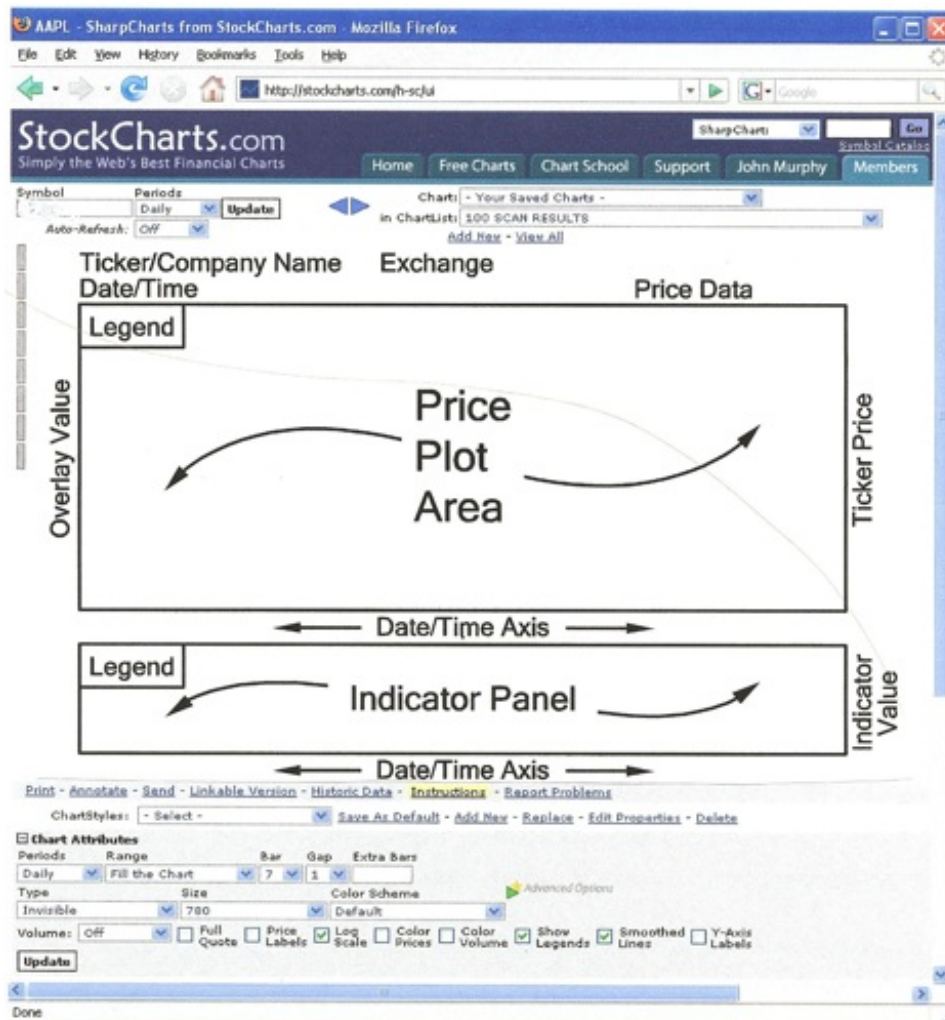 AAPL - SharpCharts from StockCharts.com - Mozilla Firefox
File Edit View History Bookmarks Tools Help
http://stockcharts.com/h-sc/ui
Google
StockCharts.com
Simply the Web's Best Financial Charts
SharpCharts Go
Symbol Catalog
Home Free Charts Chart School Support John Murphy Members
Symbol Periods
Daily Update
Auto-Refresh: Off
Chart: - Your Saved Charts -
in ChartList: 100 SCAN RESULTS
Add New - View All
Ticker/Company Name Exchange
Date/Time Price Data
Legend
Overlay Value
Price
Plot
Area
Ticker Price
Date/Time Axis
Legend
Indicator Panel
Indicator
Value
Date/Time Axis
Print - Annotate - Send - Linkable Version - Historic Data - Instructions - Report Problems
ChartStyles: - Select - Save As Default - Add New - Replace - Edit Properties - Delete
Chart Attributes
Periods Range Bar Gap Extra Bars
Daily Fill the Chart 7 1
Advanced Options
Type Size Color Scheme
Invisible 780 Default
Volume: Off Full Quote Price Labels Log Scale Color Prices Color Volume Show Legends Smoothed Lines Y-Axis Labels
Update
Done